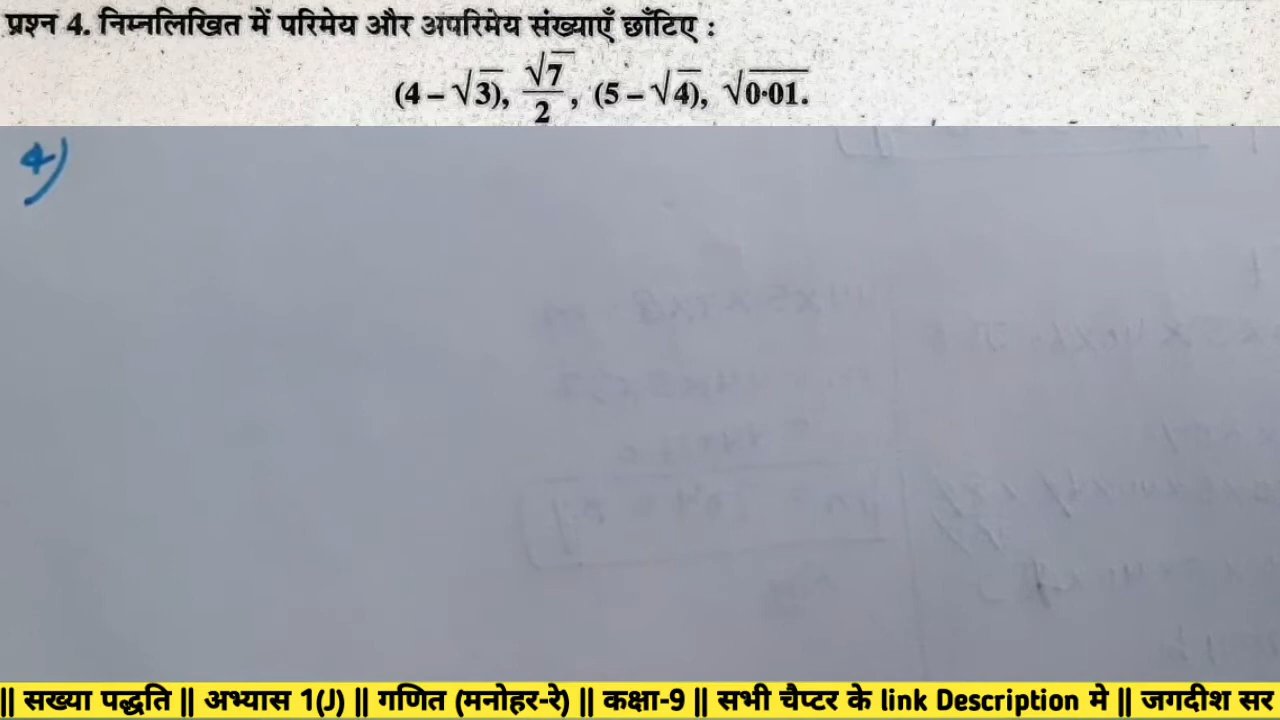 प्रश्न 4. निम्नलिखित में परिमेय और अपरिमेय संख्याएँ छाँटिए :
(4 – √3), √7/2, (5 – √4), √0·01.
4)
|| सख्या पद्धति || अभ्यास 1(J) || गणित (मनोहर-रे) || कक्षा-9 || सभी चैप्टर के link Description मे || जगदीश सर